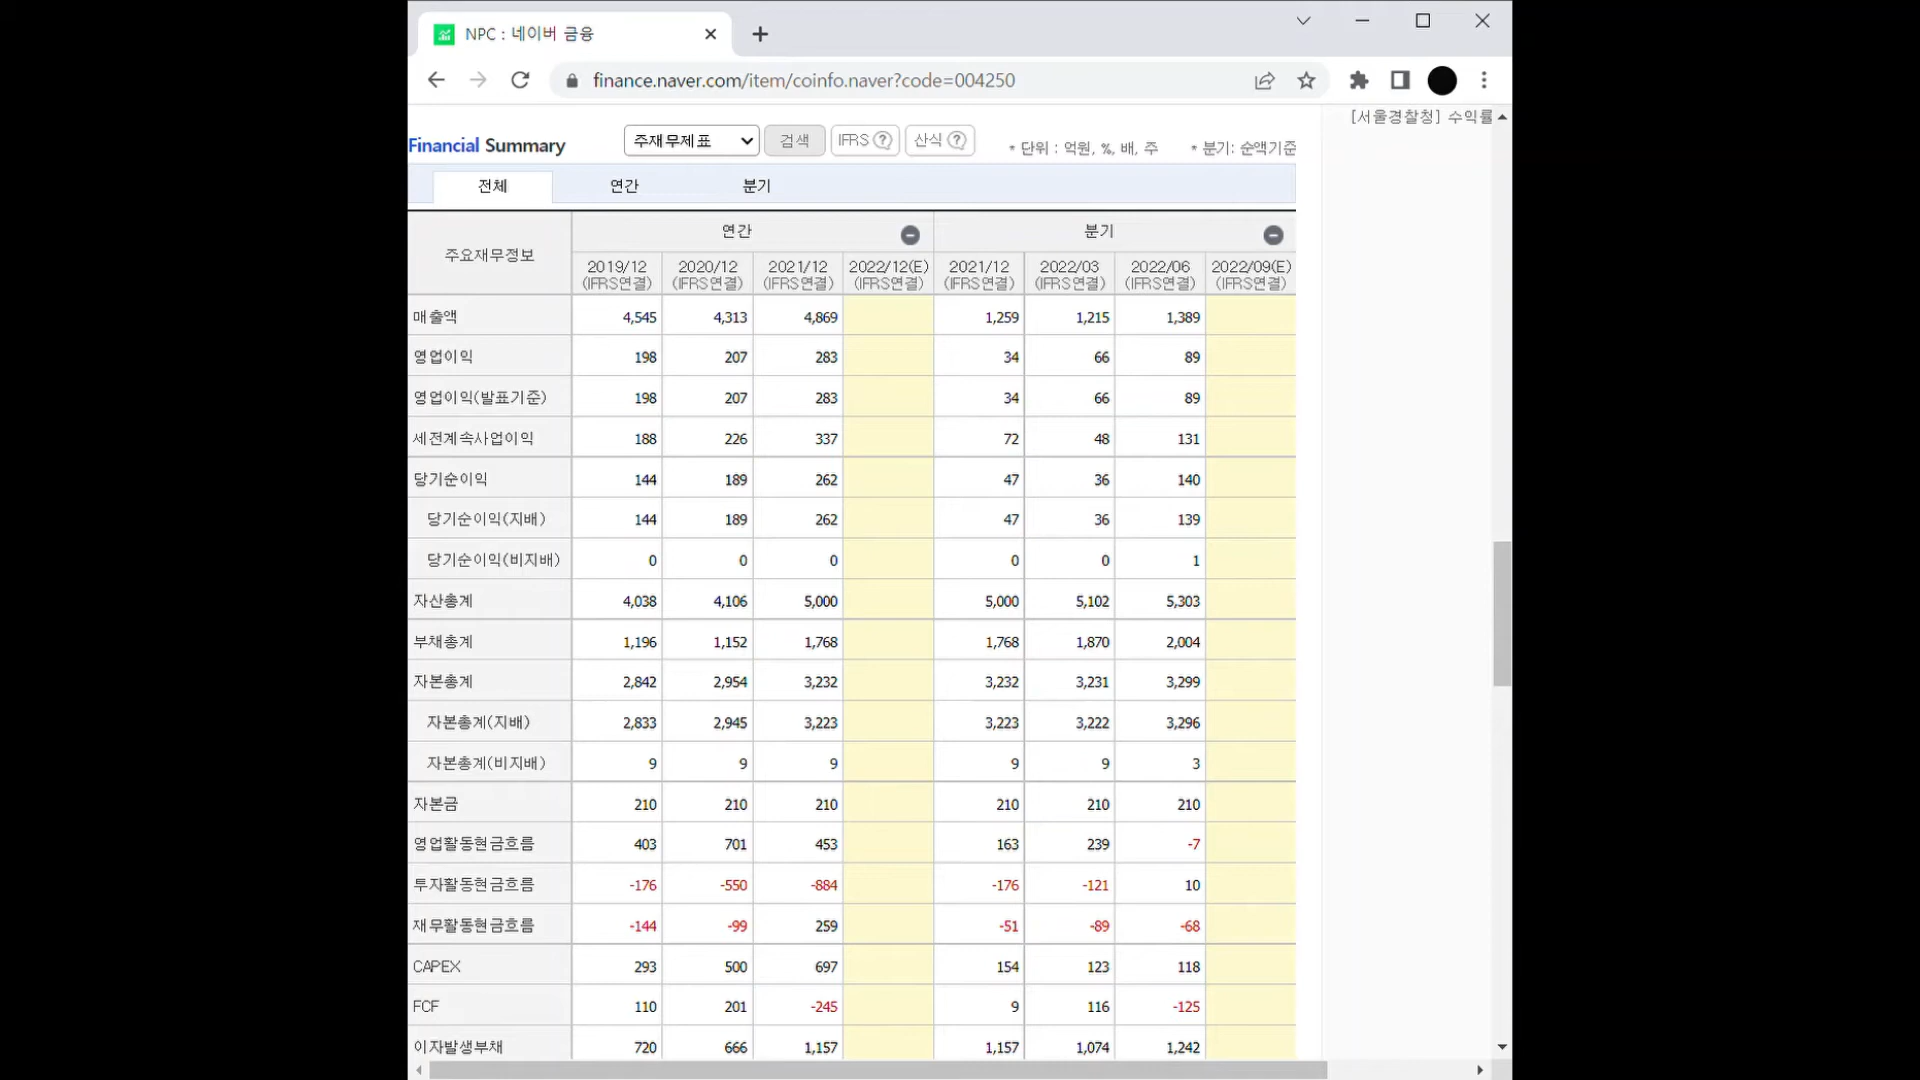 NPC : 네이버 금융
finance.naver.com/item/coinfo.naver?code=004250
[서울경찰청] 수익률
Financial Summary 주재무제표 검색 IFRS ? 산식 ? * 단위 : 억원, %, 배, 주 * 분기: 순액기준
전체 연간 분기
주요재무정보 연간 분기
2019/12 2020/12 2021/12 2022/12(E) 2021/12 2022/03 2022/06 2022/09(E)
(IFRS연결) (IFRS연결) (IFRS연결) (IFRS연결) (IFRS연결) (IFRS연결) (IFRS연결) (IFRS연결)
매출액 4,545 4,313 4,869 1,259 1,215 1,389
영업이익 198 207 283 34 66 89
영업이익(발표기준) 198 207 283 34 66 89
세전계속사업이익 188 226 337 72 48 131
당기순이익 144 189 262 47 36 140
당기순이익(지배) 144 189 262 47 36 139
당기순이익(비지배) 0 0 0 0 0 1
자산총계 4,038 4,106 5,000 5,000 5,102 5,303
부채총계 1,196 1,152 1,768 1,768 1,870 2,004
자본총계 2,842 2,954 3,232 3,232 3,231 3,299
자본총계(지배) 2,833 2,945 3,223 3,223 3,222 3,296
자본총계(비지배) 9 9 9 9 9 3
자본금 210 210 210 210 210 210
영업활동현금흐름 403 701 453 163 239 -7
투자활동현금흐름 -176 -550 -884 -176 -121 10
재무활동현금흐름 -144 -99 259 -51 -89 -68
CAPEX 293 500 697 154 123 118
FCF 110 201 -245 9 116 -125
이자발생부채 720 666 1,157 1,157 1,074 1,242